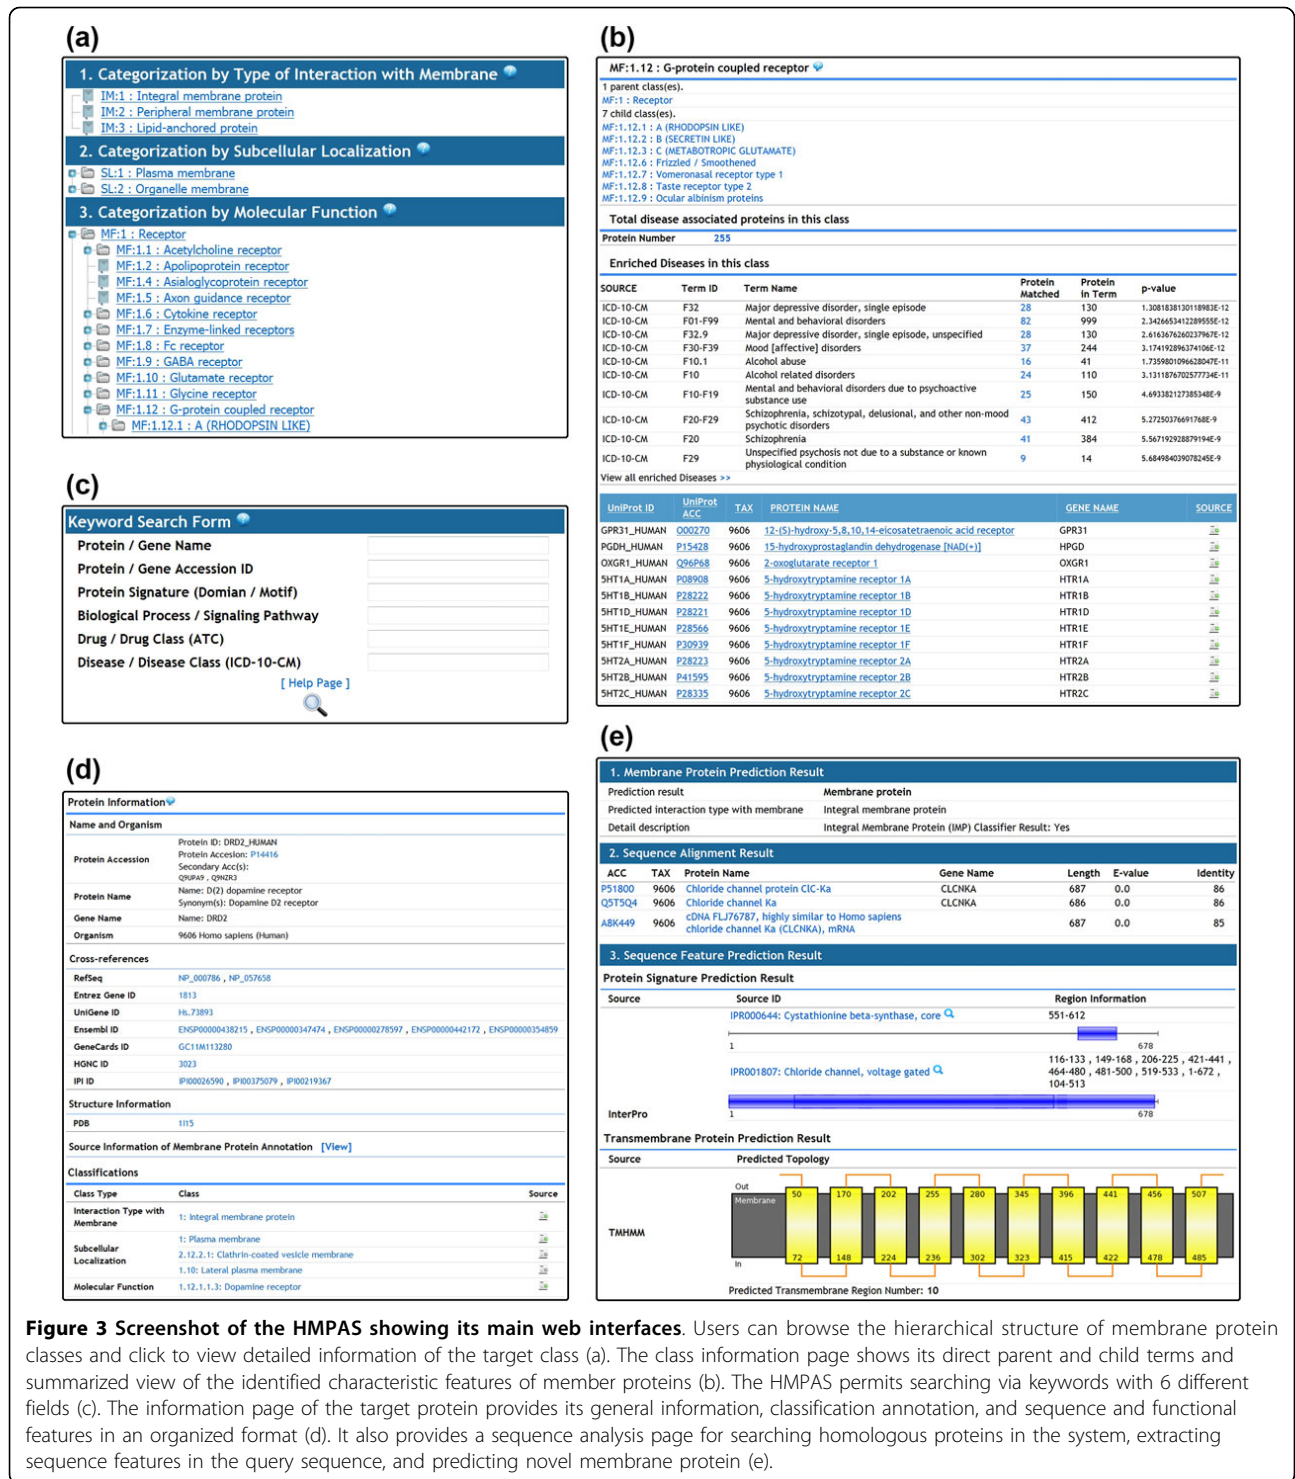 (a)
1. Categorization by Type of Interaction with Membrane
IM:1 : Integral membrane protein
IM:2 : Peripheral membrane protein
IM:3 : Lipid-anchored protein
2. Categorization by Subcellular Localization
SL:1 : Plasma membrane
SL:2 : Organelle membrane
3. Categorization by Molecular Function
MF:1 : Receptor
MF:1.1 : Acetylcholine receptor
MF:1.2 : Apolipoprotein receptor
MF:1.4 : Asialoglycoprotein receptor
MF:1.5 : Axon guidance receptor
MF:1.6 : Cytokine receptor
MF:1.7 : Enzyme-linked receptors
MF:1.8 : Fc receptor
MF:1.9 : GABA receptor
MF:1.10 : Glutamate receptor
MF:1.11 : Glycine receptor
MF:1.12 : G-protein coupled receptor
MF:1.12.1 : A (RHODOPSIN LIKE)
(b)
MF:1.12 : G-protein coupled receptor
1 parent class(es).
MF:1 : Receptor
7 child class(es).
MF:1.12.1 : A (RHODOPSIN LIKE)
MF:1.12.2 : B (SECRETIN LIKE)
MF:1.12.3 : C (METABOTROPIC GLUTAMATE)
MF:1.12.6 : Frizzled / Smoothened
MF:1.12.7 : Vomeronasal receptor type 1
MF:1.12.8 : Taste receptor type 2
MF:1.12.9 : Ocular albinism proteins
Total disease associated proteins in this class
Protein Number 255
Enriched Diseases in this class
SOURCE Term ID Term Name Protein Matched Protein in Term p-value
ICD-10-CM F32 Major depressive disorder, single episode 28 130 1.3081838130118983E-12
ICD-10-CM F01-F99 Mental and behavioral disorders 82 999 2.3426653412289555E-12
ICD-10-CM F32.9 Major depressive disorder, single episode, unspecified 28 130 2.6163676260237967E-12
ICD-10-CM F30-F39 Mood [affective] disorders 37 244 3.174192896374106E-12
ICD-10-CM F10.1 Alcohol abuse 16 41 1.7359801096628047E-11
ICD-10-CM F10 Alcohol related disorders 24 110 3.1311876702577734E-11
ICD-10-CM F10-F19 Mental and behavioral disorders due to psychoactive substance use 25 150 4.693382127385348E-9
ICD-10-CM F20-F29 Schizophrenia, schizotypal, delusional, and other non-mood psychotic disorders 43 412 5.27250376691768E-9
ICD-10-CM F20 Schizophrenia 41 384 5.567192928879194E-9
ICD-10-CM F29 Unspecified psychosis not due to a substance or known physiological condition 9 14 5.684984039078245E-9
View all enriched Diseases >>
UniProt ID UniProt ACC TAX PROTEIN NAME GENE NAME SOURCE
GPR31_HUMAN O00270 9606 12-(S)-hydroxy-5,8,10,14-eicosatetraenoic acid receptor GPR31
PGDH_HUMAN P15428 9606 15-hydroxyprostaglandin dehydrogenase [NAD(+)] HPGD
OXGR1_HUMAN Q96P68 9606 2-oxoglutarate receptor 1 OXGR1
5HT1A_HUMAN P08908 9606 5-hydroxytryptamine receptor 1A HTR1A
5HT1B_HUMAN P28222 9606 5-hydroxytryptamine receptor 1B HTR1B
5HT1D_HUMAN P28221 9606 5-hydroxytryptamine receptor 1D HTR1D
5HT1E_HUMAN P28566 9606 5-hydroxytryptamine receptor 1E HTR1E
5HT1F_HUMAN P30939 9606 5-hydroxytryptamine receptor 1F HTR1F
5HT2A_HUMAN P28223 9606 5-hydroxytryptamine receptor 2A HTR2A
5HT2B_HUMAN P41595 9606 5-hydroxytryptamine receptor 2B HTR2B
5HT2C_HUMAN P28335 9606 5-hydroxytryptamine receptor 2C HTR2C
(c)
Keyword Search Form
Protein / Gene Name
Protein / Gene Accession ID
Protein Signature (Domian / Motif)
Biological Process / Signaling Pathway
Drug / Drug Class (ATC)
Disease / Disease Class (ICD-10-CM)
[ Help Page ]
(d)
Protein Information
Name and Organism
Protein Accession
Protein ID: DRD2_HUMAN
Protein Accesion: P14416
Secondary Acc(s):
Q9UPA9 , Q9NZR3
Protein Name
Name: D(2) dopamine receptor
Synonym(s): Dopamine D2 receptor
Gene Name Name: DRD2
Organism 9606 Homo sapiens (Human)
Cross-references
RefSeq NP_000786 , NP_057658
Entrez Gene ID 1813
UniGene ID Hs.73893
Ensembl ID ENSP00000438215 , ENSP00000347474 , ENSP00000278597 , ENSP00000442172 , ENSP00000354859
GeneCards ID GC11M113280
HGNC ID 3023
IPI ID IPI00026590 , IPI00375079 , IPI00219367
Structure Information
PDB 1I15
Source Information of Membrane Protein Annotation [View]
Classifications
Class Type Class Source
Interaction Type with Membrane 1: Integral membrane protein
Subcellular Localization
1: Plasma membrane
2.12.2.1: Clathrin-coated vesicle membrane
1.10: Lateral plasma membrane
Molecular Function 1.12.1.1.3: Dopamine receptor
(e)
1. Membrane Protein Prediction Result
Prediction result Membrane protein
Predicted interaction type with membrane Integral membrane protein
Detail description Integral Membrane Protein (IMP) Classifier Result: Yes
2. Sequence Alignment Result
ACC TAX Protein Name Gene Name Length E-value Identity
P51800 9606 Chloride channel protein ClC-Ka CLCNKA 687 0.0 86
Q5T5Q4 9606 Chloride channel Ka CLCNKA 686 0.0 86
A8K449 9606 cDNA FLJ76787, highly similar to Homo sapiens chloride channel Ka (CLCNKA), mRNA 687 0.0 85
3. Sequence Feature Prediction Result
Protein Signature Prediction Result
Source Source ID Region Information
IPR000644: Cystathionine beta-synthase, core 551-612
1 678
IPR001807: Chloride channel, voltage gated
116-133 , 149-168 , 206-225 , 421-441 ,
464-480 , 481-500 , 519-533 , 1-672 ,
104-513
InterPro
1 678
Transmembrane Protein Prediction Result
Source Predicted Topology
TMHMM
Out
Membrane
In
50 170 202 255 280 345 396 441 456 507
72 148 224 236 302 323 415 422 478 485
Predicted Transmembrane Region Number: 10
Figure 3 Screenshot of the HMPAS showing its main web interfaces. Users can browse the hierarchical structure of membrane protein
classes and click to view detailed information of the target class (a). The class information page shows its direct parent and child terms and
summarized view of the identified characteristic features of member proteins (b). The HMPAS permits searching via keywords with 6 different
fields (c). The information page of the target protein provides its general information, classification annotation, and sequence and functional
features in an organized format (d). It also provides a sequence analysis page for searching homologous proteins in the system, extracting
sequence features in the query sequence, and predicting novel membrane protein (e).